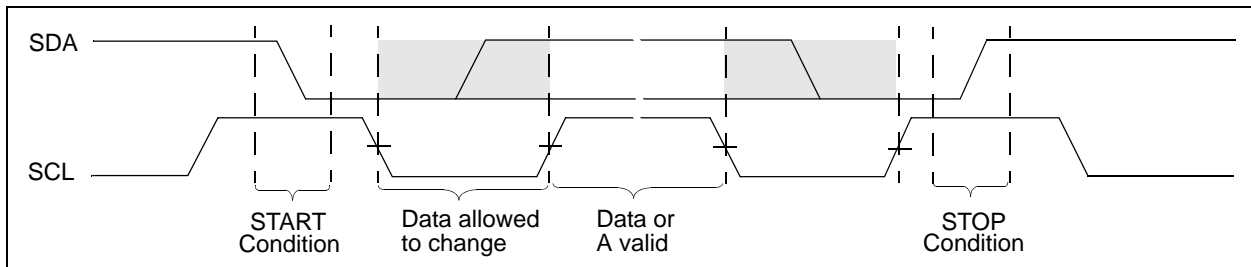 SDA
SCL
START
Condition
Data allowed
to change
Data or
A valid
STOP
Condition